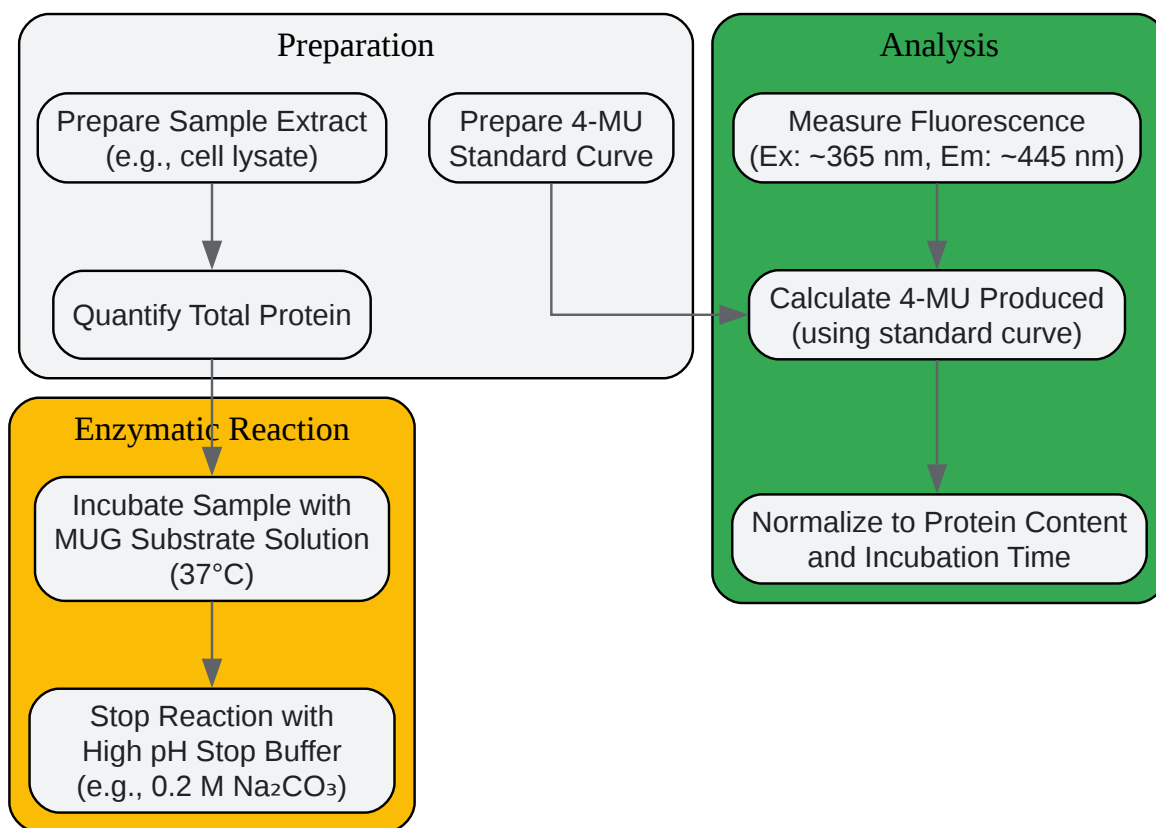 Preparation
Prepare Sample Extract
(e.g., cell lysate)
Prepare 4-MU
Standard Curve
Quantify Total Protein
Enzymatic Reaction
Incubate Sample with
MUG Substrate Solution
(37°C)
Stop Reaction with
High pH Stop Buffer
(e.g., 0.2 M Na₂CO₃)
Analysis
Measure Fluorescence
(Ex: ~365 nm, Em: ~445 nm)
Calculate 4-MU Produced
(using standard curve)
Normalize to Protein Content
and Incubation Time